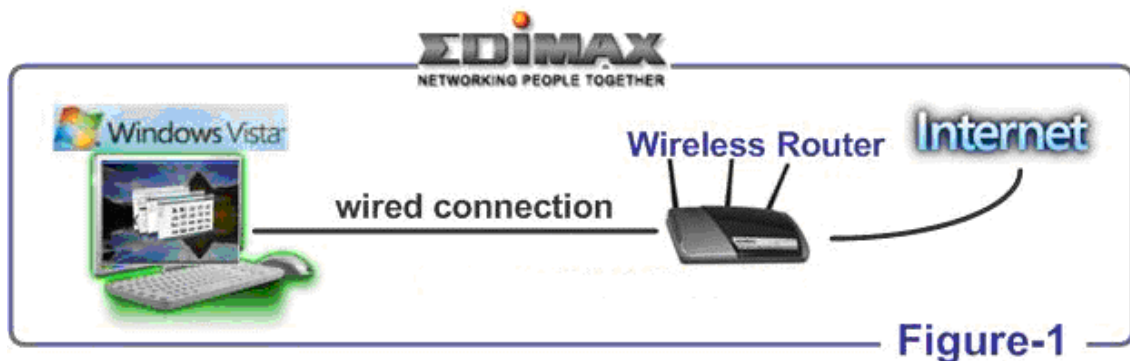 EDIMAX
NETWORKING PEOPLE TOGETHER
Windows Vista
Wireless Router
Internet
wired connection
Figure-1